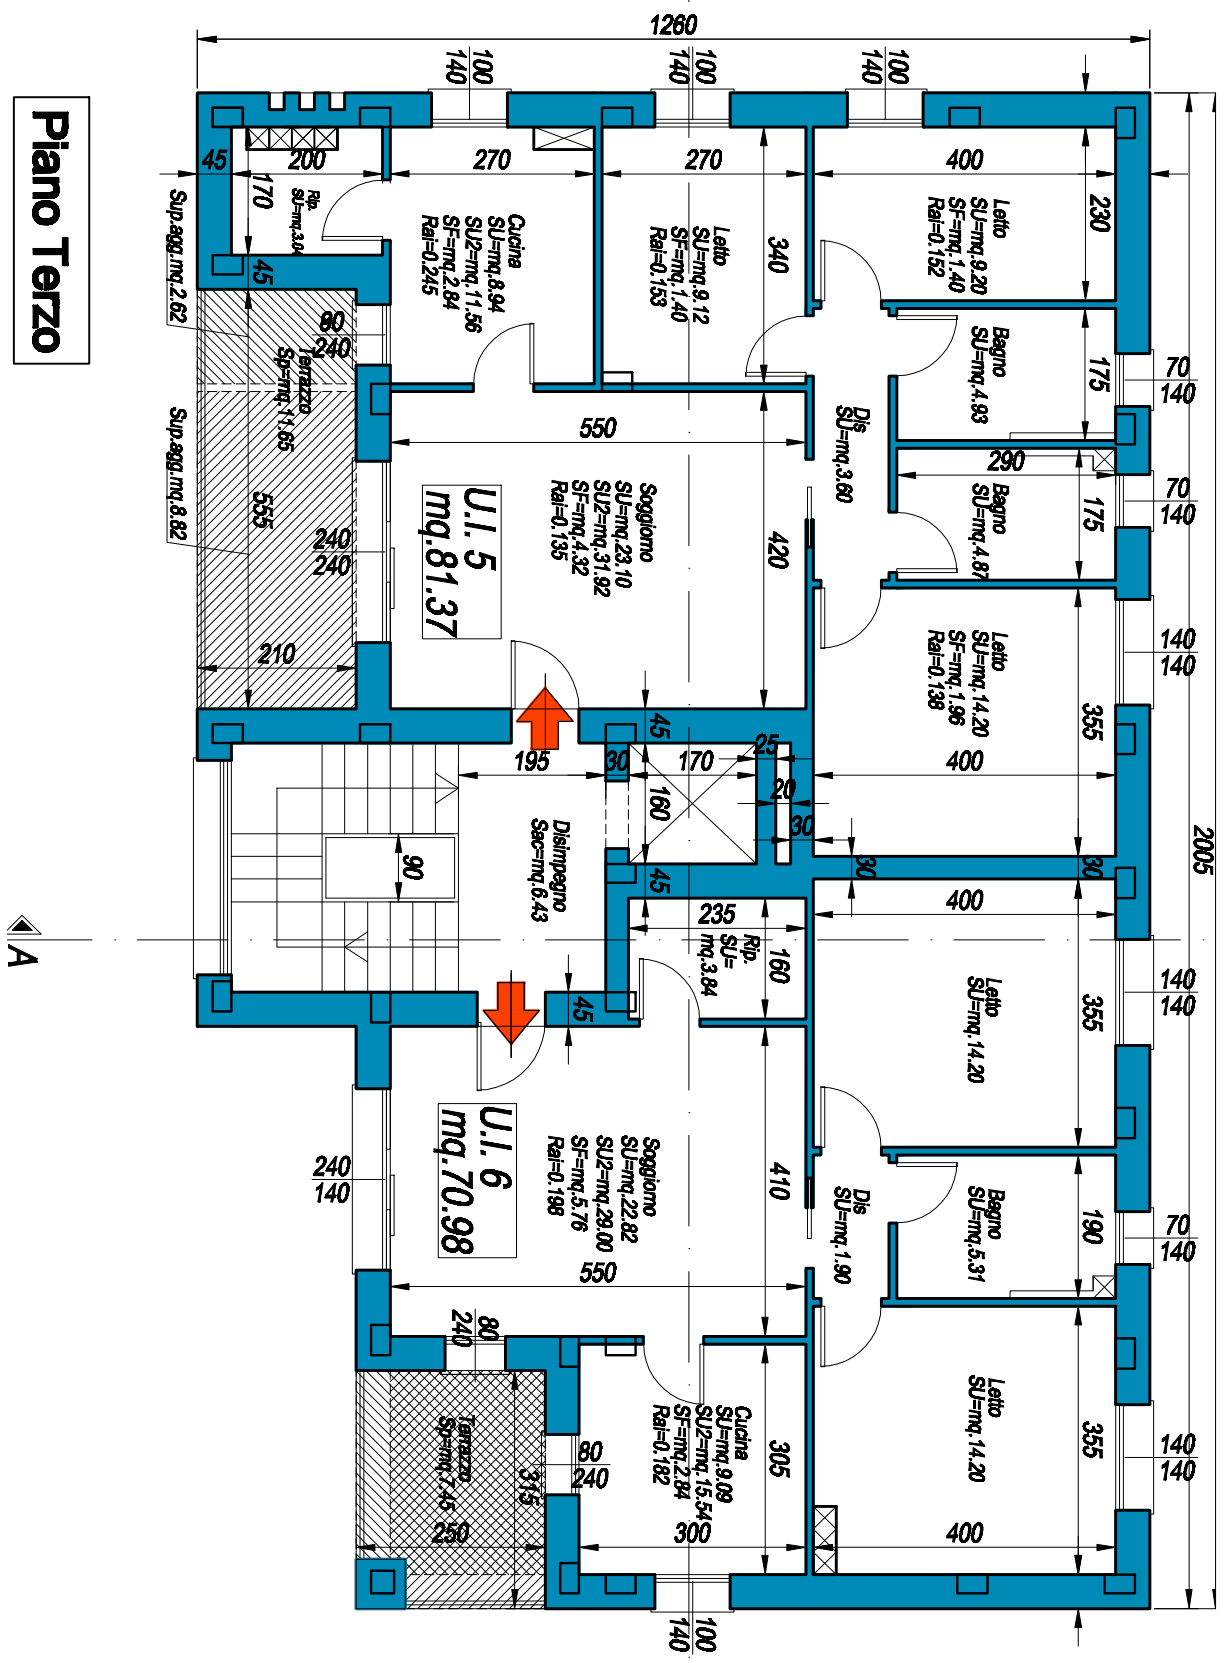 Piano Terzo
1260
100
140
100
140
100
140
45
200
270
270
400
170
Rip.
SU=mq.3.04
Cucina
SU=mq.8.94
SU2=mq.11.56
SF=mq.2.84
Rai=0.245
Letto
SU=mq.9.12
SF=mq.1.40
Rai=0.153
340
Letto
SU=mq.9.20
SF=mq.1.40
Rai=0.152
230
Sup.agg.mq.2.62
45
80
240
Terrazzo
Sp=mq.11.65
Bagno
SU=mq.4.93
175
70
140
Sup.agg.mq.8.82
550
Dis
SU=mq.3.60
290
Bagno
SU=mq.4.87
175
70
140
555
240
240
U.I. 5
mq.81.37
Soggiorno
SU=mq.23.10
SU2=mq.31.92
SF=mq.4.32
Rai=0.135
420
210
Letto
SU=mq.14.20
SF=mq.1.96
Rai=0.138
355
140
140
45
195
30
170
25
400
160
20
30
2005
90
Disimpegno
Sac=mq.6.43
45
30
30
235
400
Rip.
SU=
mq.3.84
160
A
45
Letto
SU=mq.14.20
355
140
140
U.I. 6
mq.70.98
Soggiorno
SU=mq.22.82
SU2=mq.29.00
SF=mq.5.76
Rai=0.198
410
240
140
Dis
SU=mq.1.90
Bagno
SU=mq.5.31
190
70
140
550
80
240
Terrazzo
Sp=mq.7.45
315
250
80
240
Cucina
SU=mq.9.09
SU2=mq.15.54
SF=mq.2.84
Rai=0.182
305
300
Letto
SU=mq.14.20
355
140
140
400
100
140